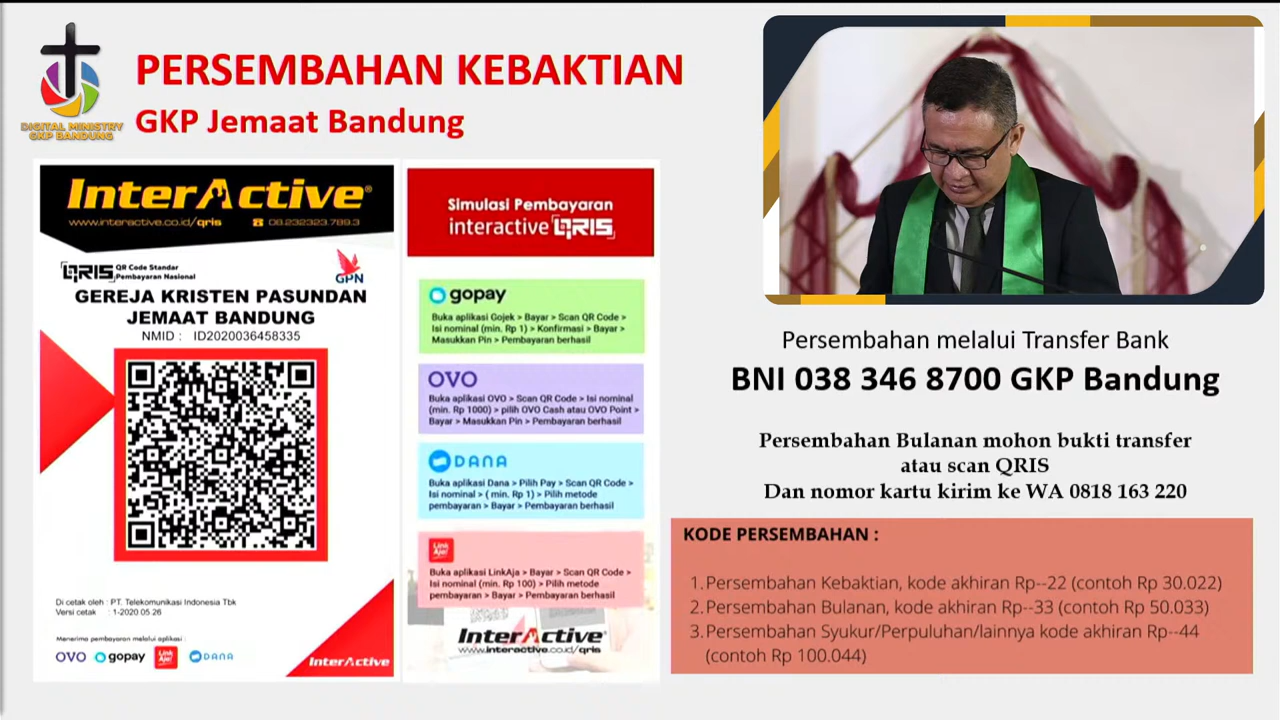 DIGITAL MINISTRY
GKP BANDUNG
PERSEMBAHAN KEBAKTIAN
GKP Jemaat Bandung
InterActive®
www.interactive.co.id/qris
08.232323.789.3
QRIS QR Code Standar
Pembayaran Nasional
GPN
GEREJA KRISTEN PASUNDAN
JEMAAT BANDUNG
NMID : ID2020036458335
Di cetak oleh : PT. Telekomunikasi Indonesia Tbk
Versi cetak : 1-2020 05 26
Menerima pembayaran melalui aplikasi :
OVO gopay LinkAja! DANA
InterActive
Simulasi Pembayaran
interactive QRIS
gopay
Buka aplikasi Gojek > Bayar > Scan QR Code >
Isi nominal (min. Rp 1) > Konfirmasi > Bayar >
Masukkan Pin > Pembayaran berhasil
OVO
Buka aplikasi OVO > Scan QR Code > Isi nominal
(min. Rp 1000) > pilih OVO Cash atau OVO Point >
Bayar > Masukkan Pin > Pembayaran berhasil
DANA
Buka aplikasi Dana > Pilih Pay > Scan QR Code >
Isi nominal > ( min. Rp 1) > Pilih metode
pembayaran > Bayar > Pembayaran berhasil
LinkAja!
Buka aplikasi LinkAja > Bayar > Scan QR Code >
Isi nominal (min. Rp 100) > Pilih metode
pembayaran > Bayar > Pembayaran berhasil
InterActive®
www.interactive.co.id/qris
Persembahan melalui Transfer Bank
BNI 038 346 8700 GKP Bandung
Persembahan Bulanan mohon bukti transfer
atau scan QRIS
Dan nomor kartu kirim ke WA 0818 163 220
KODE PERSEMBAHAN :
1. Persembahan Kebaktian, kode akhiran Rp--22 (contoh Rp 30.022)
2. Persembahan Bulanan, kode akhiran Rp--33 (contoh Rp 50.033)
3. Persembahan Syukur/Perpuluhan/lainnya kode akhiran Rp--44
(contoh Rp 100.044)